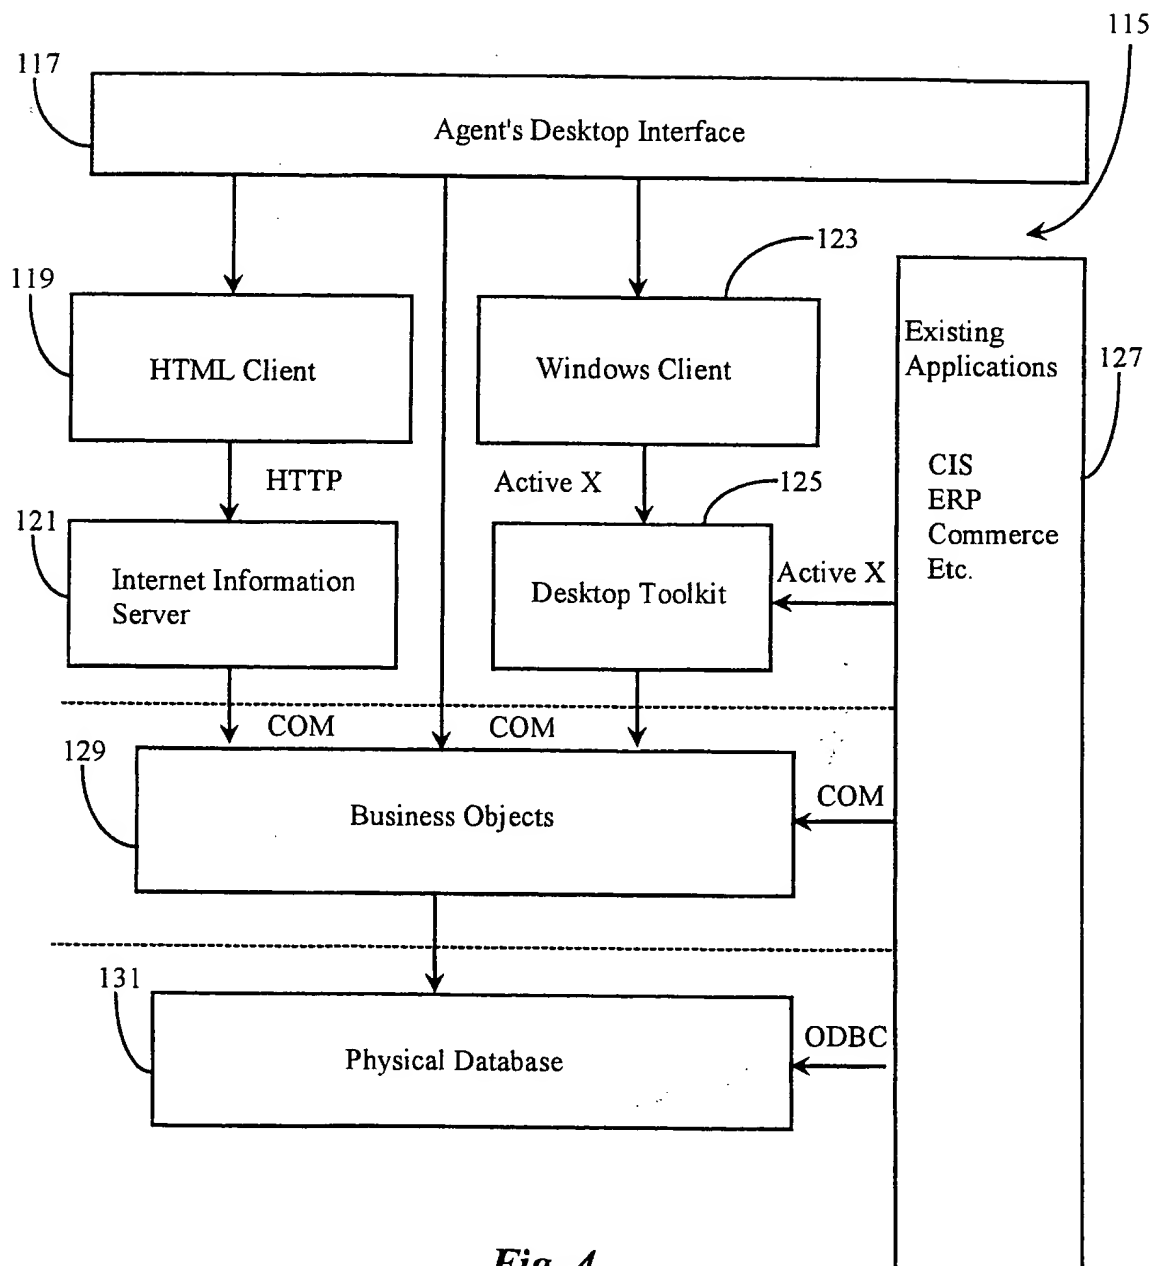 115
117
Agent's Desktop Interface
123
119
HTML Client
Windows Client
Existing
Applications
127
CIS
ERP
Commerce
Etc.
HTTP
Active X
125
121
Internet Information
Server
Desktop Toolkit
Active X
COM
COM
129
Business Objects
COM
131
Physical Database
ODBC
Fig. 4